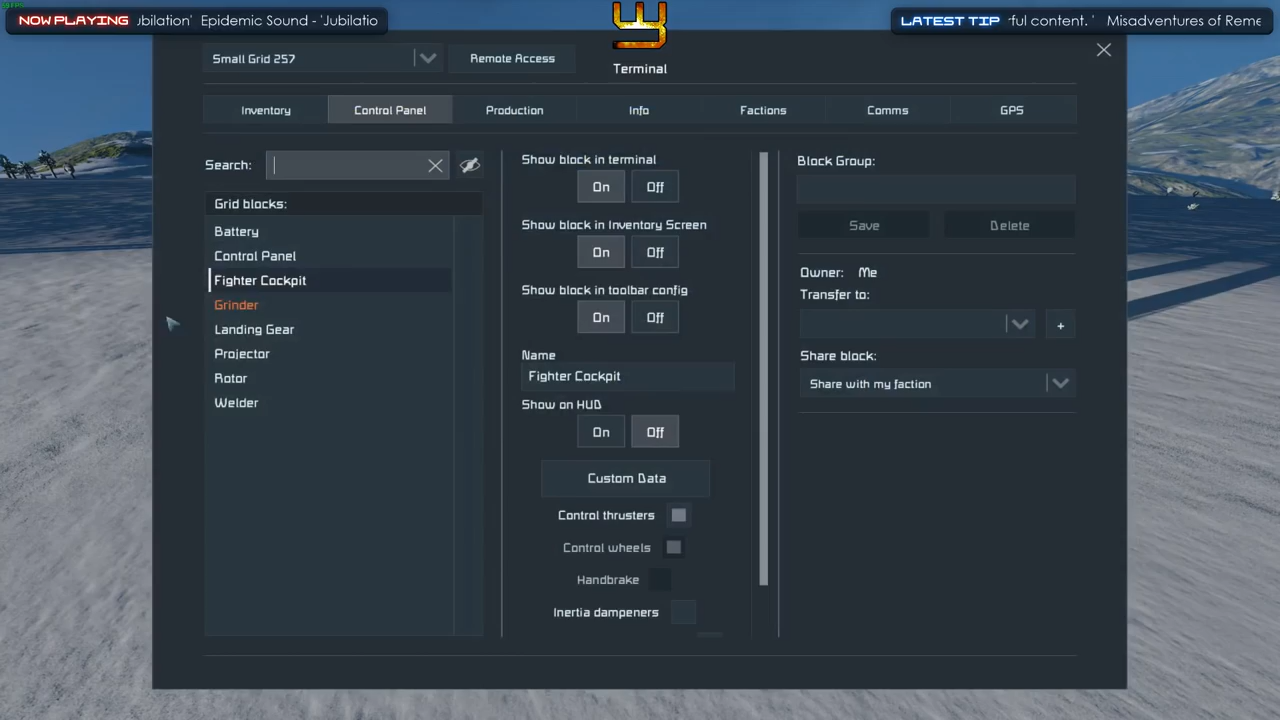 NOW PLAYING ubilation' Epidemic Sound - 'Jubilatio
LATEST TIP rful content. ' Misadventures of Reme
Small Grid 257
Remote Access
Terminal
Inventory
Control Panel
Production
Info
Factions
Comms
GPS
Search:
Grid blocks:
Battery
Control Panel
Fighter Cockpit
Grinder
Landing Gear
Projector
Rotor
Welder
Show block in terminal
On Off
Show block in Inventory Screen
On Off
Show block in toolbar config
On Off
Name
Fighter Cockpit
Show on HUD
On Off
Custom Data
Control thrusters
Control wheels
Handbrake
Inertia dampeners
Block Group:
Save Delete
Owner: Me
Transfer to:
+
Share block:
Share with my faction